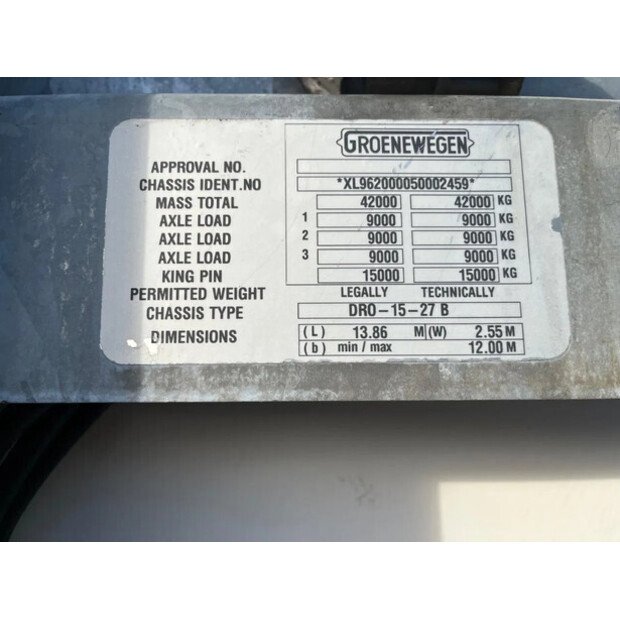 GROENEWEGEN
APPROVAL NO.
CHASSIS IDENT.NO *XL962000050002459*
MASS TOTAL 42000 42000 KG
AXLE LOAD 1 9000 9000 KG
AXLE LOAD 2 9000 9000 KG
AXLE LOAD 3 9000 9000 KG
KING PIN 15000 15000 KG
PERMITTED WEIGHT LEGALLY TECHNICALLY
CHASSIS TYPE DRO-15-27 B
DIMENSIONS (L) 13.86 M (W) 2.55 M
(b) min / max 12.00 M